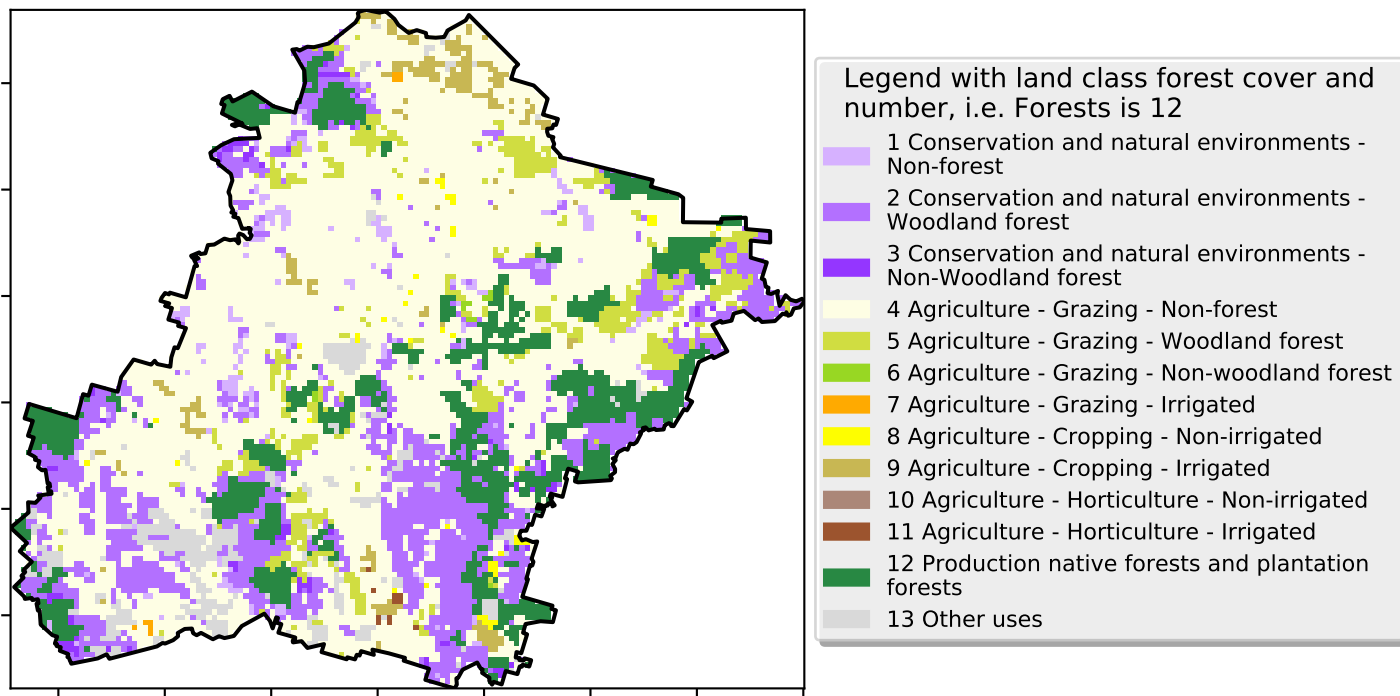 Legend with land class forest cover and
number, i.e. Forests is 12
1 Conservation and natural environments -
Non-forest
2 Conservation and natural environments -
Woodland forest
3 Conservation and natural environments -
Non-Woodland forest
4 Agriculture - Grazing - Non-forest
5 Agriculture - Grazing - Woodland forest
6 Agriculture - Grazing - Non-woodland forest
7 Agriculture - Grazing - Irrigated
8 Agriculture - Cropping - Non-irrigated
9 Agriculture - Cropping - Irrigated
10 Agriculture - Horticulture - Non-irrigated
11 Agriculture - Horticulture - Irrigated
12 Production native forests and plantation
forests
13 Other uses